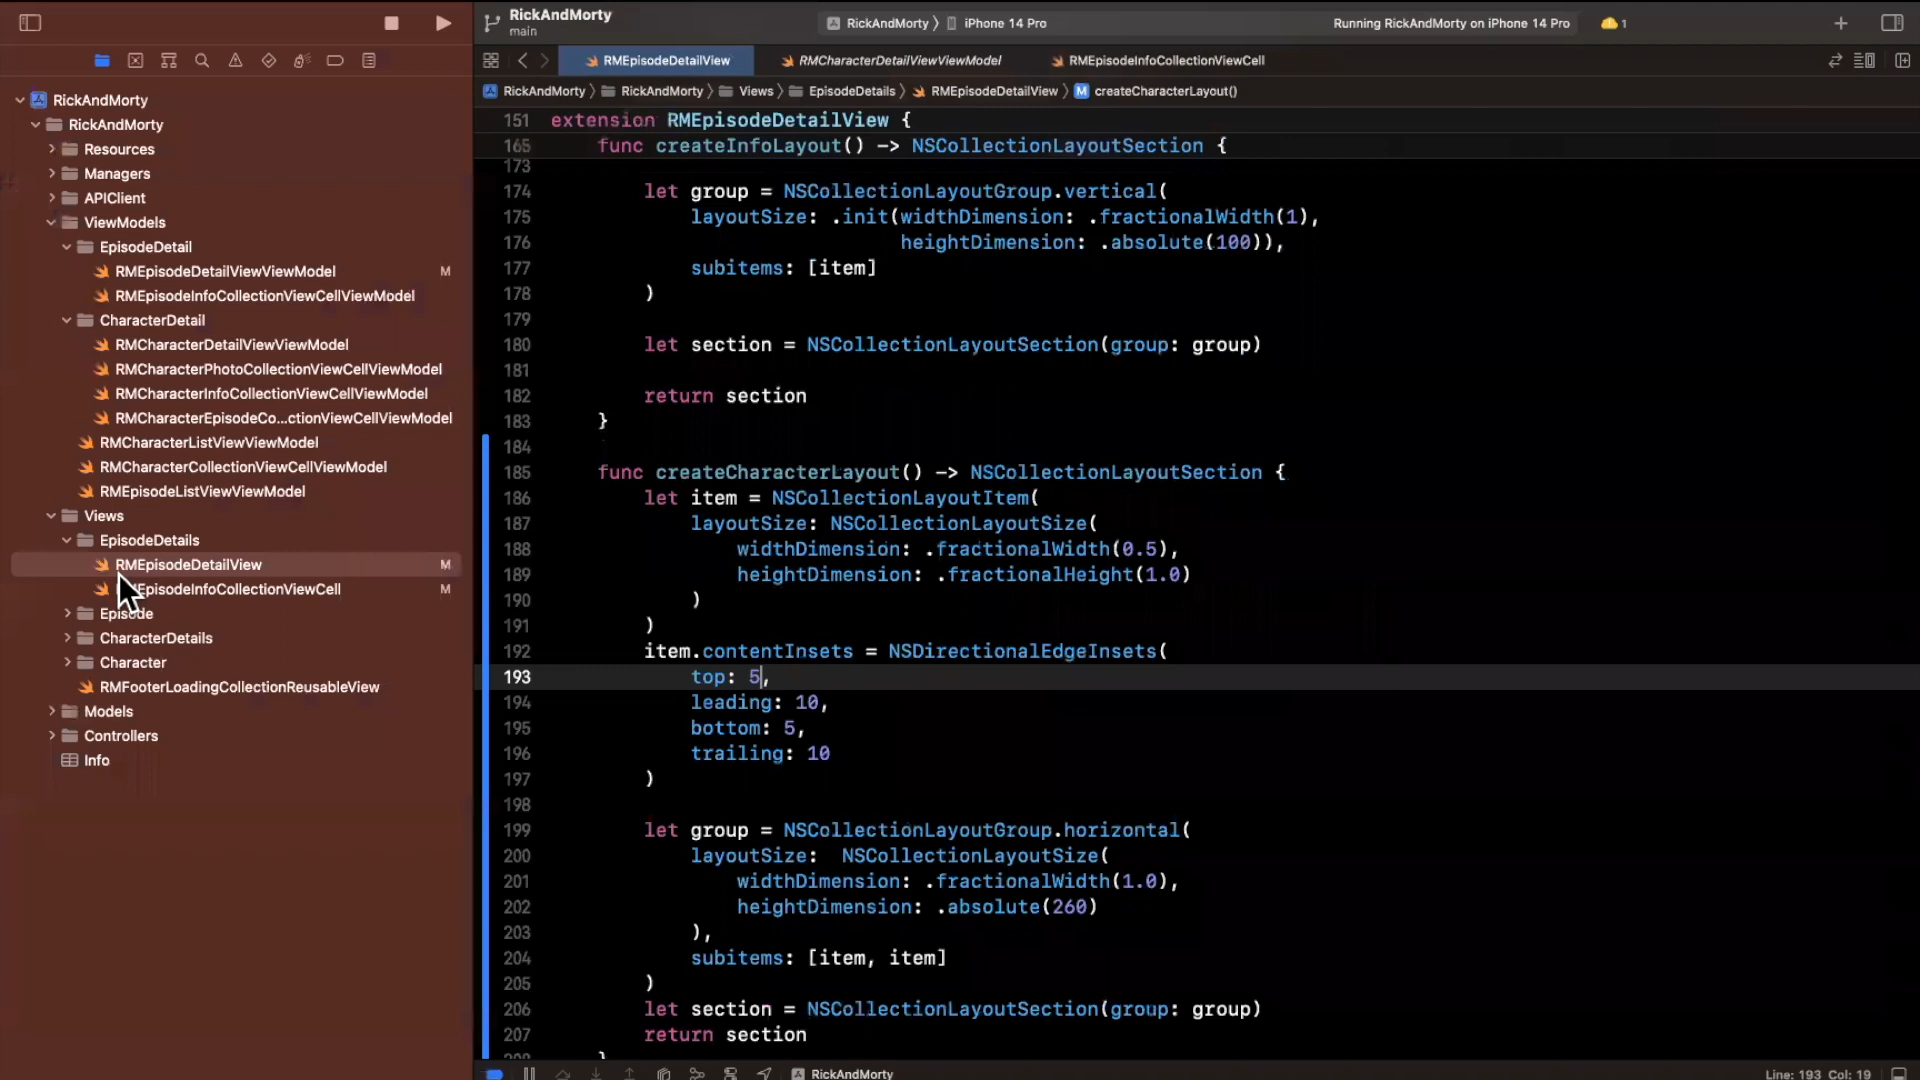 RickAndMorty
main
RickAndMorty
iPhone 14 Pro
Running RickAndMorty on iPhone 14 Pro
1
RMEpisodeDetailView
RMCharacterDetailViewViewModel
RMEpisodeInfoCollectionViewCell
RickAndMorty
RickAndMorty
Views
EpisodeDetails
RMEpisodeDetailView
M
createCharacterLayout()
RickAndMorty
RickAndMorty
Resources
Managers
APIClient
ViewModels
EpisodeDetail
RMEpisodeDetailViewViewModel M
RMEpisodeInfoCollectionViewCellViewModel
CharacterDetail
RMCharacterDetailViewViewModel
RMCharacterPhotoCollectionViewCellViewModel
RMCharacterInfoCollectionViewCellViewModel
RMCharacterEpisodeCo...ctionViewCellViewModel
RMCharacterListViewViewModel
RMCharacterCollectionViewCellViewModel
RMEpisodeListViewViewModel
Views
EpisodeDetails
RMEpisodeDetailView M
EpisodeInfoCollectionViewCell M
Episode
CharacterDetails
Character
RMFooterLoadingCollectionReusableView
Models
Controllers
Info
151 extension RMEpisodeDetailView {
165 func createInfoLayout() -> NSCollectionLayoutSection {
173
174 let group = NSCollectionLayoutGroup.vertical(
175 layoutSize: .init(widthDimension: .fractionalWidth(1),
176 heightDimension: .absolute(100)),
177 subitems: [item]
178 )
179
180 let section = NSCollectionLayoutSection(group: group)
181
182 return section
183 }
184
185 func createCharacterLayout() -> NSCollectionLayoutSection {
186 let item = NSCollectionLayoutItem(
187 layoutSize: NSCollectionLayoutSize(
188 widthDimension: .fractionalWidth(0.5),
189 heightDimension: .fractionalHeight(1.0)
190 )
191 )
192 item.contentInsets = NSDirectionalEdgeInsets(
193 top: 5,
194 leading: 10,
195 bottom: 5,
196 trailing: 10
197 )
198
199 let group = NSCollectionLayoutGroup.horizontal(
200 layoutSize:  NSCollectionLayoutSize(
201 widthDimension: .fractionalWidth(1.0),
202 heightDimension: .absolute(260)
203 ),
204 subitems: [item, item]
205 )
206 let section = NSCollectionLayoutSection(group: group)
207 return section
208 }
RickAndMorty
Line: 193 Col: 19